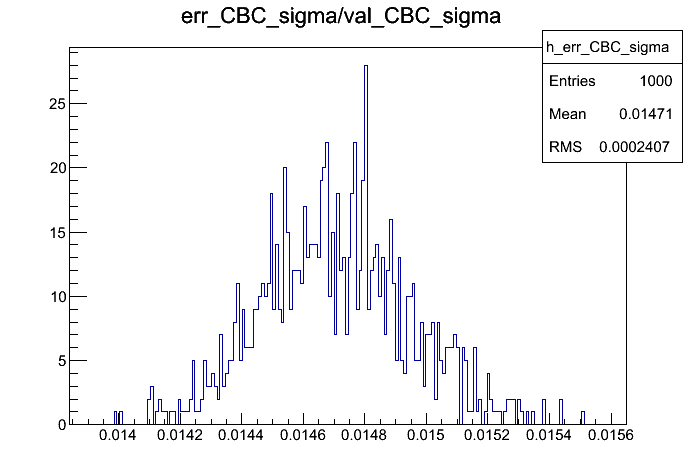 err_CBC_sigma/val_CBC_sigma
h_err_CBC_sigma
Entries 1000
Mean 0.01471
RMS 0.0002407
25
20
15
10
5
0
0.014 0.0142 0.0144 0.0146 0.0148 0.015 0.0152 0.0154 0.0156